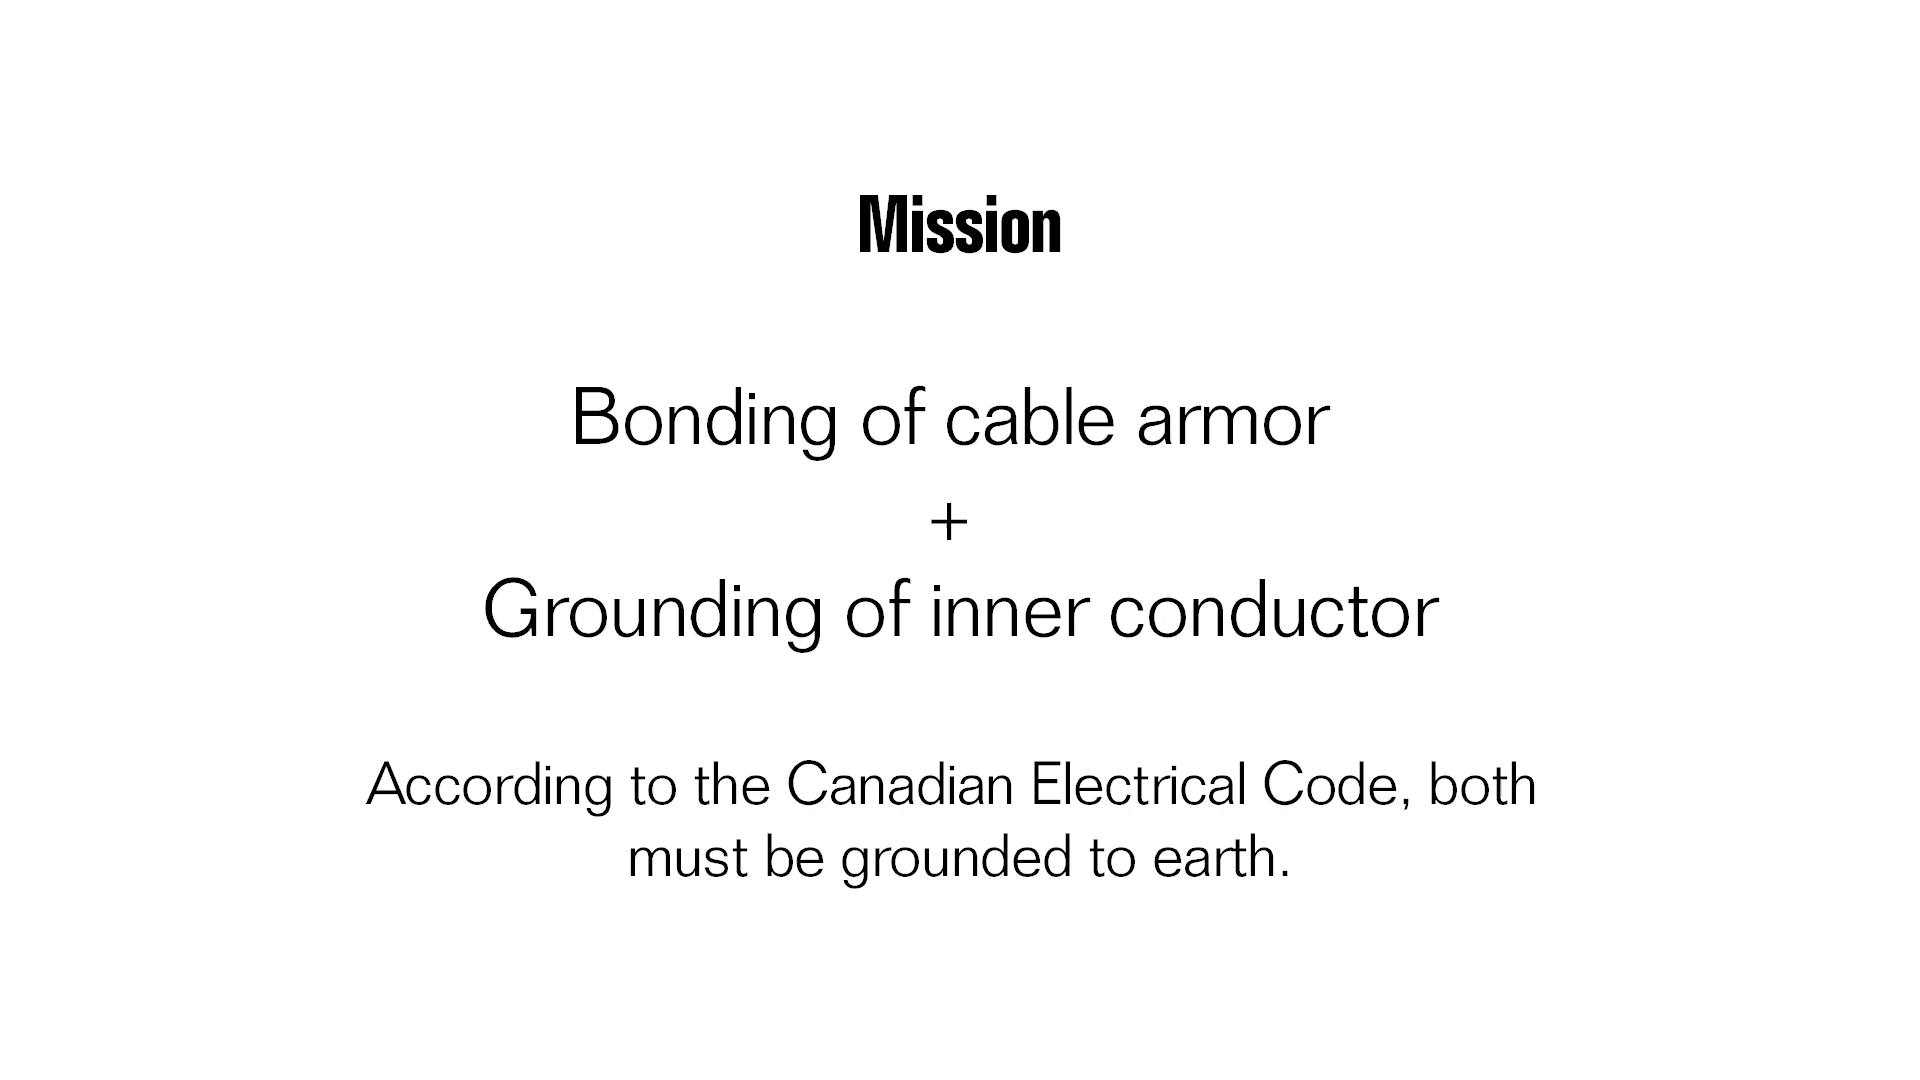 Mission
Bonding of cable armor
+
Grounding of inner conductor
According to the Canadian Electrical Code, both
must be grounded to earth.